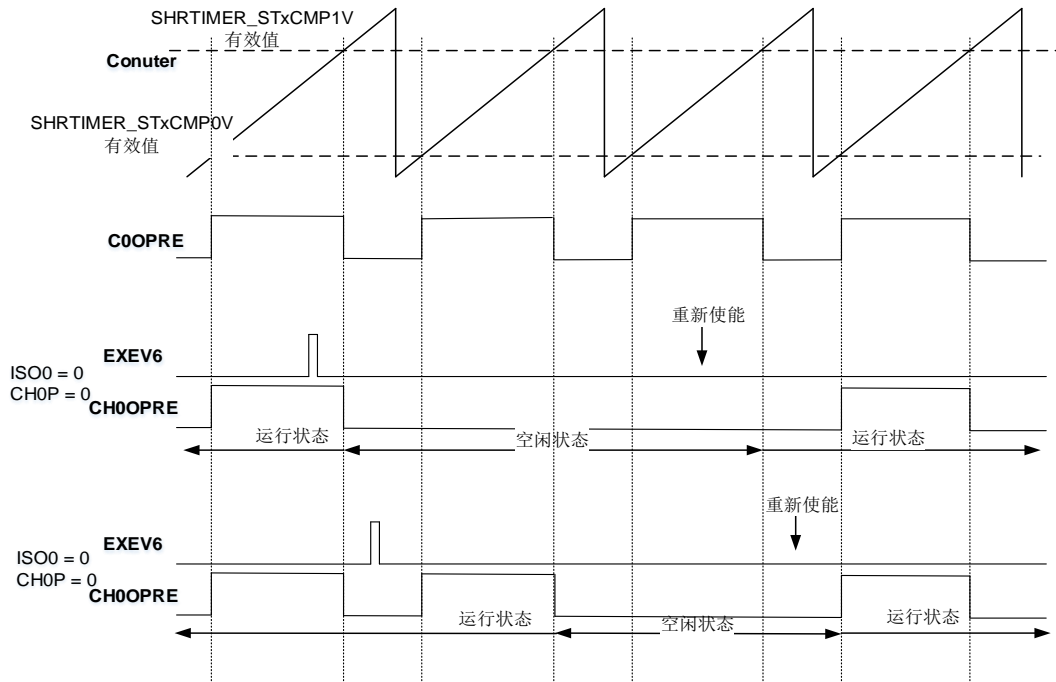 SHRTIMER_STxCMP1V
有效值
Conuter
SHRTIMER_STxCMP0V
有效值
C0OPRE
重新使能
EXEV6
ISO0 = 0
CH0P = 0
CH0OPRE
运行状态
空闲状态
运行状态
重新使能
EXEV6
ISO0 = 0
CH0P = 0
CH0OPRE
运行状态
空闲状态
运行状态